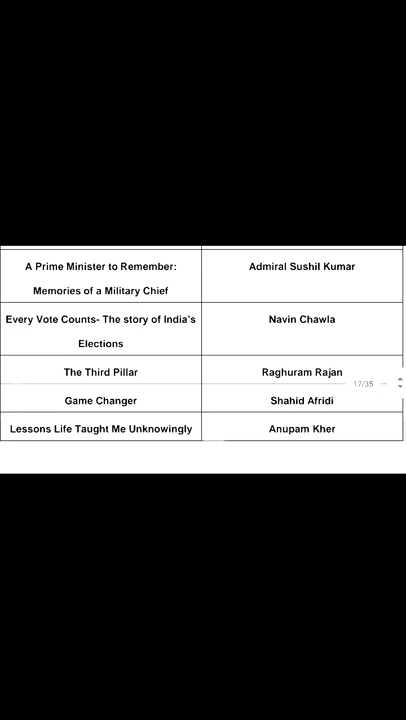 A Prime Minister to Remember:
Memories of a Military Chief
Admiral Sushil Kumar
Every Vote Counts- The story of India's
Elections
Navin Chawla
The Third Pillar
Raghuram Rajan
17/35
Game Changer
Shahid Afridi
Lessons Life Taught Me Unknowingly
Anupam Kher